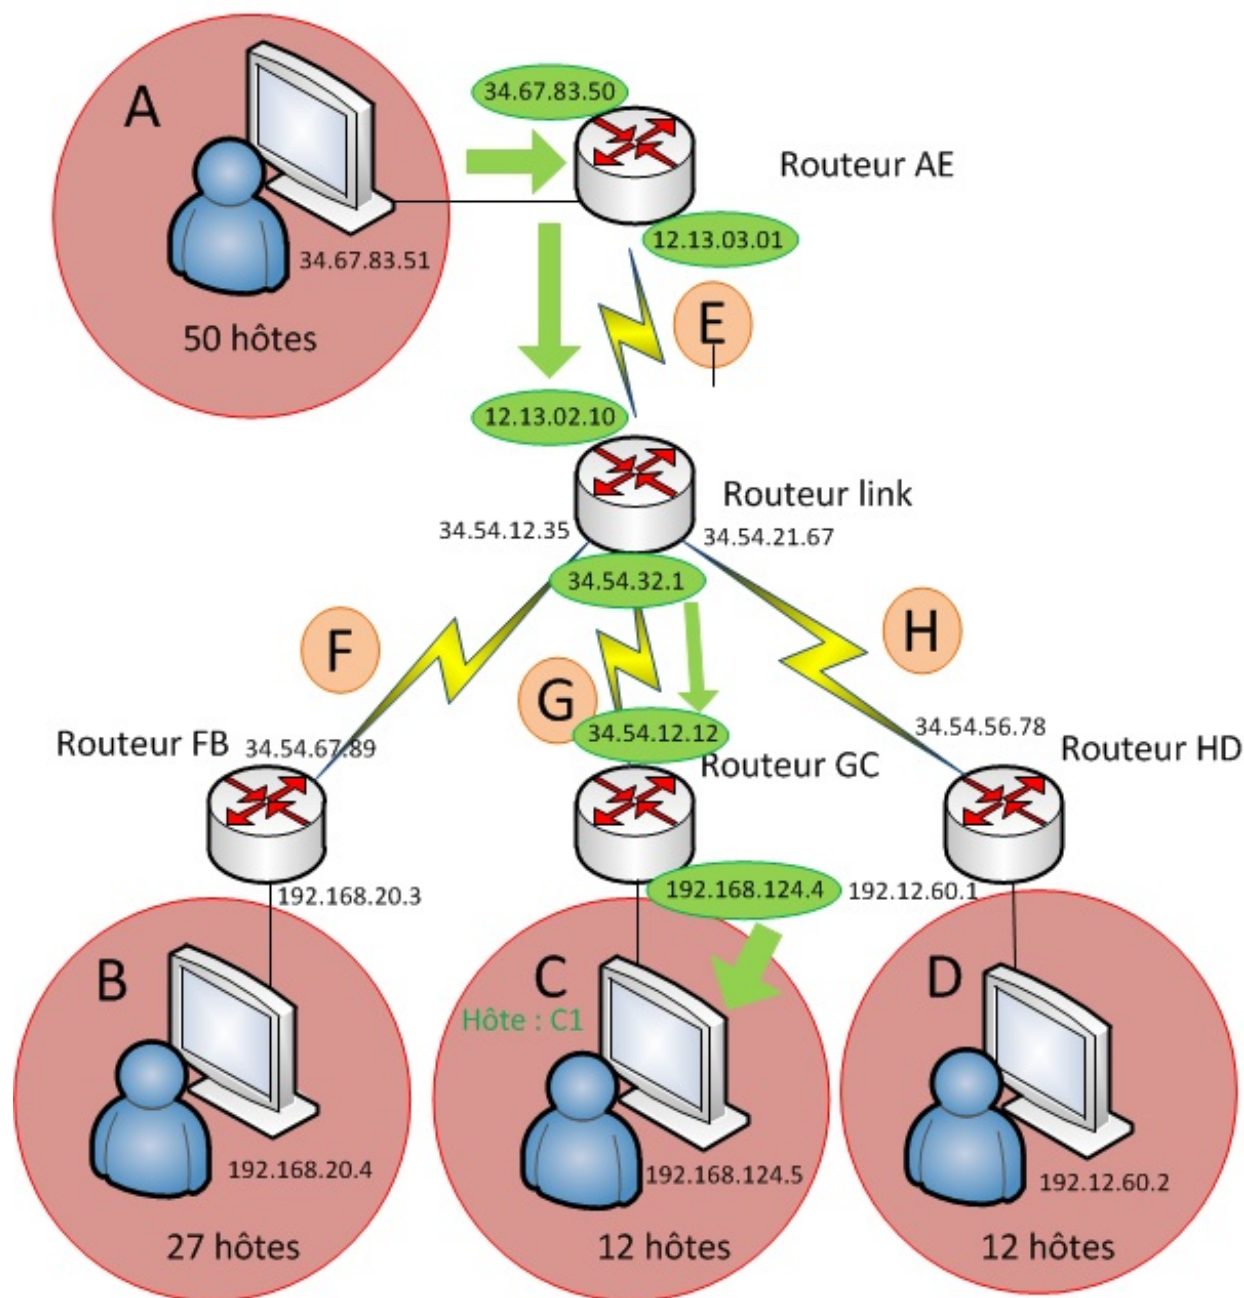 A
34.67.83.50
Routeur AE
34.67.83.51
12.13.03.01
50 hôtes
E
12.13.02.10
Routeur link
34.54.12.35
34.54.21.67
34.54.32.1
F
H
G
34.54.12.12
34.54.56.78
Routeur FB
34.54.67.89
Routeur GC
Routeur HD
192.168.20.3
192.168.124.4
192.12.60.1
B
C
D
Hôte : C1
192.168.20.4
192.168.124.5
192.12.60.2
27 hôtes
12 hôtes
12 hôtes